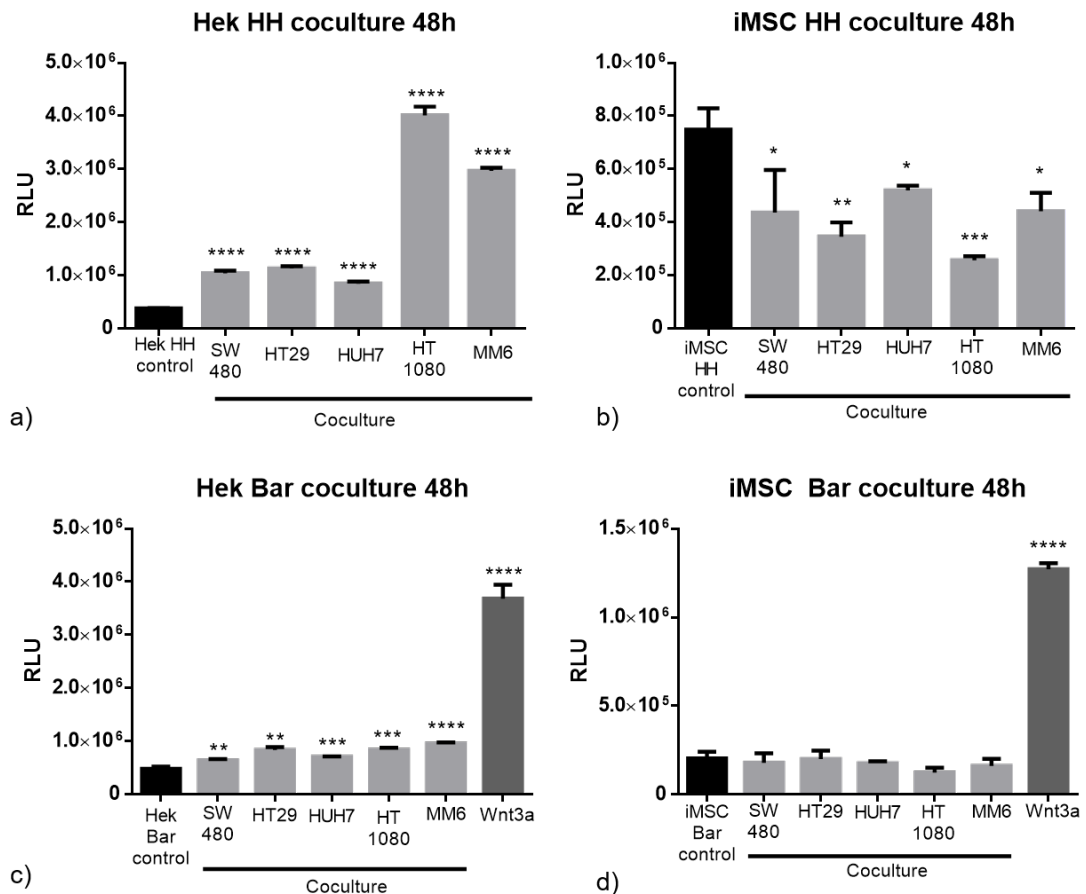 Hek HH coculture 48h
5.0×10⁶
4.0×10⁶
3.0×10⁶
2.0×10⁶
1.0×10⁶
0
RLU
****
****
****
****
****
Hek HH
control
SW
480
HT29
HUH7
HT
1080
MM6
Coculture
a)
iMSC HH coculture 48h
1.0×10⁶
8.0×10⁵
6.0×10⁵
4.0×10⁵
2.0×10⁵
0
RLU
*
**
*
***
*
iMSC
HH
control
SW
480
HT29
HUH7
HT
1080
MM6
Coculture
b)
Hek Bar coculture 48h
5.0×10⁶
4.0×10⁶
3.0×10⁶
2.0×10⁶
1.0×10⁶
0
RLU
**
**
***
***
****
****
Hek
Bar
control
SW
480
HT29
HUH7
HT
1080
MM6
Wnt3a
Coculture
c)
iMSC Bar coculture 48h
1.5×10⁶
1.0×10⁶
5.0×10⁵
0
RLU
****
iMSC
Bar
control
SW
480
HT29
HUH7
HT
1080
MM6
Wnt3a
Coculture
d)